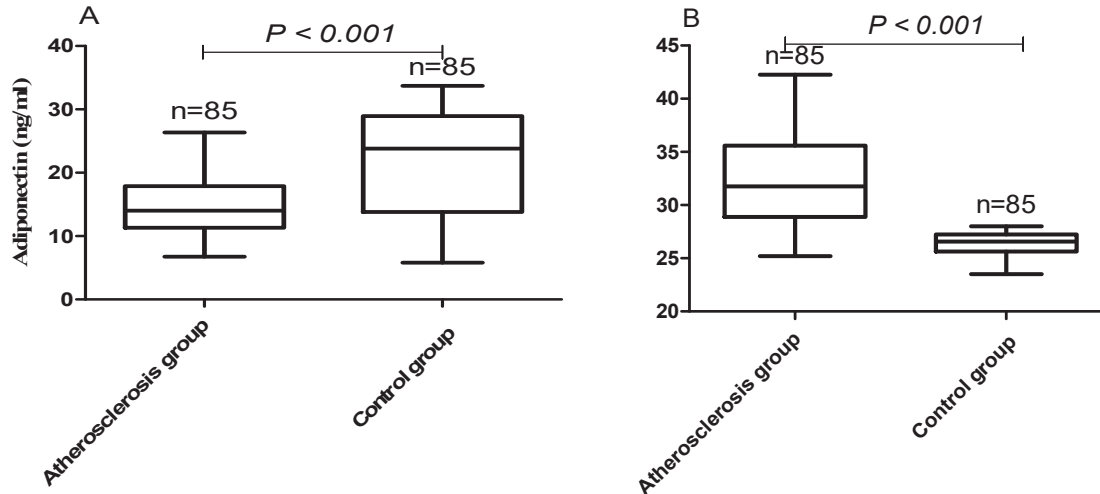 A
P < 0.001
Adiponectin (ng/ml)
40
30
20
10
0
n=85
n=85
Atherosclerosis group
Control group
B
P < 0.001
45
40
35
30
25
20
n=85
n=85
Atherosclerosis group
Control group